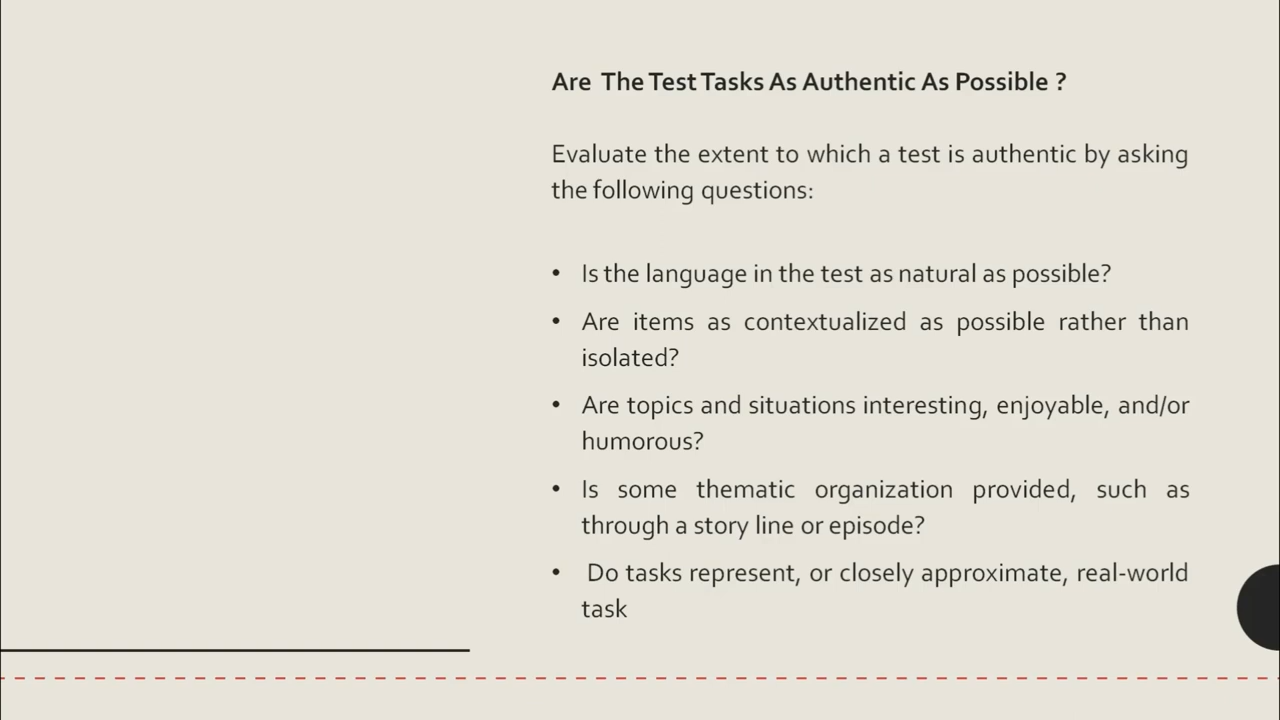 Are The Test Tasks As Authentic As Possible ?
Evaluate the extent to which a test is authentic by asking
the following questions:
• Is the language in the test as natural as possible?
• Are items as contextualized as possible rather than
isolated?
• Are topics and situations interesting, enjoyable, and/or
humorous?
• Is some thematic organization provided, such as
through a story line or episode?
• Do tasks represent, or closely approximate, real-world
task